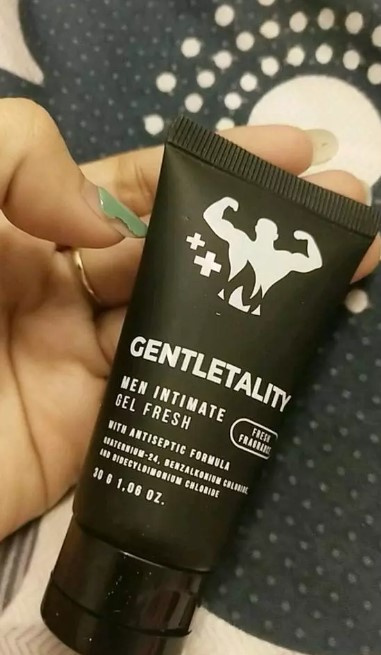 GENTLETALITY
MEN INTIMATE
GEL FRESH
FRESH
FRAGRANCE
WITH ANTISEPTIC FORMULA
QUATERNIUM-24, BENZALKONIUM CHLORIDE,
AND DIDECYLDIMONIUM CHLORIDE
30 G 1,06 OZ.